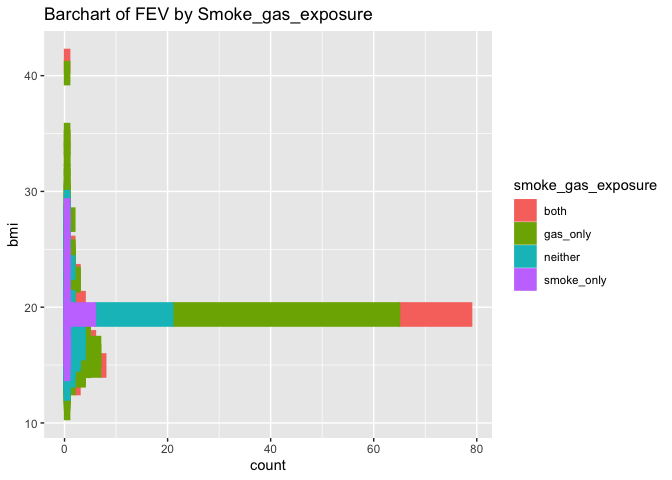 Barchart of FEV by Smoke_gas_exposure
40
30
20
10
bmi
0
20
40
60
80
count
smoke_gas_exposure
both
gas_only
neither
smoke_only